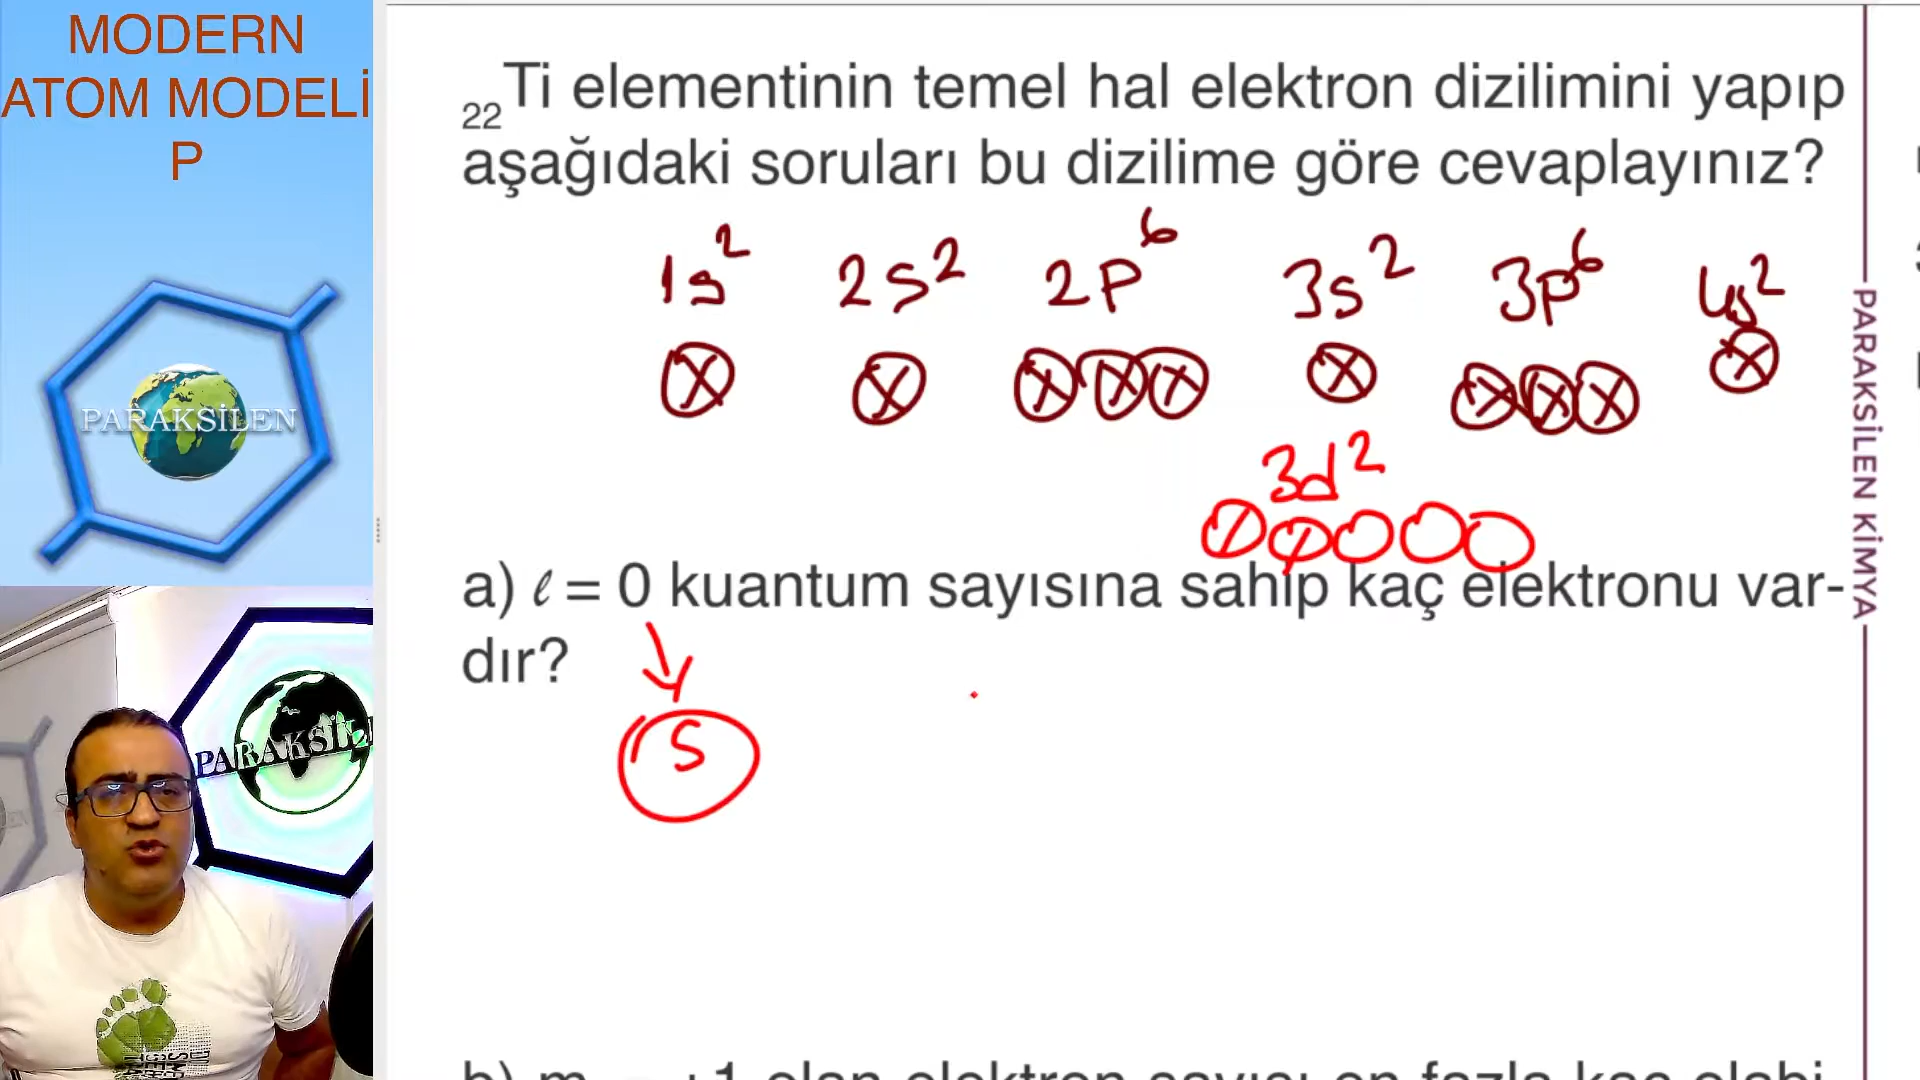 MODERN
ATOM MODELİ
P
PARAKSİLEN
PARAKSİL
22Ti elementinin temel hal elektron dizilimini yapıp
aşağıdaki soruları bu dizilime göre cevaplayınız?
1s² 2s² 2p⁶ 3s² 3p⁶ 4s²
3d²
a) ℓ = 0 kuantum sayısına sahip kaç elektronu var-
dır?
s
PARAKSİLEN KİMYA